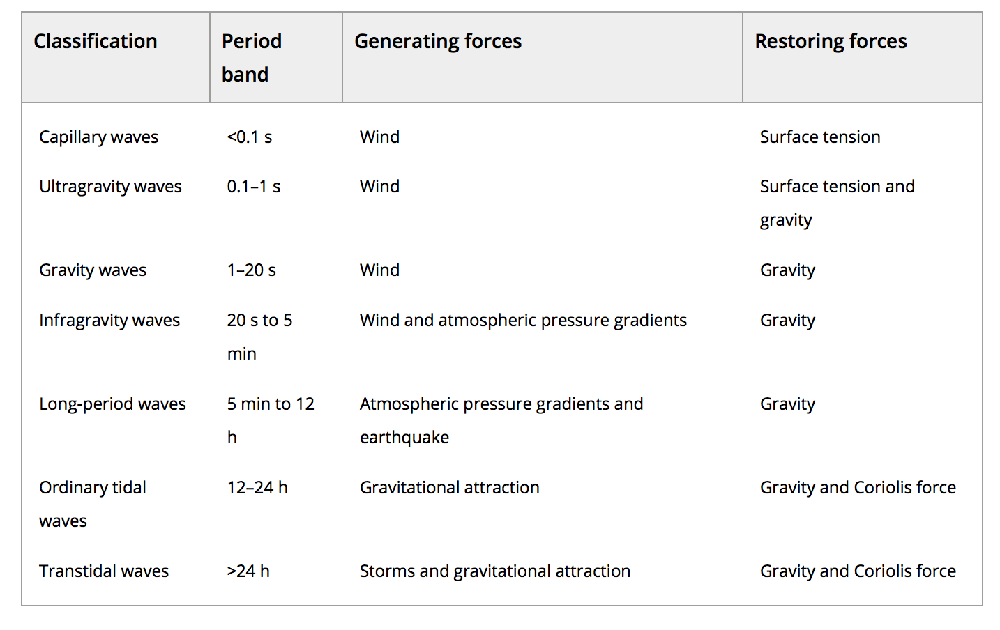 Classification Period Generating forces Restoring forces
band
Capillary waves <0.1 s Wind Surface tension
Ultragravity waves 0.1–1 s Wind Surface tension and
gravity
Gravity waves 1–20 s Wind Gravity
Infragravity waves 20 s to 5 Wind and atmospheric pressure gradients Gravity
min
Long-period waves 5 min to 12 Atmospheric pressure gradients and Gravity
h earthquake
Ordinary tidal 12–24 h Gravitational attraction Gravity and Coriolis force
waves
Transtidal waves >24 h Storms and gravitational attraction Gravity and Coriolis force